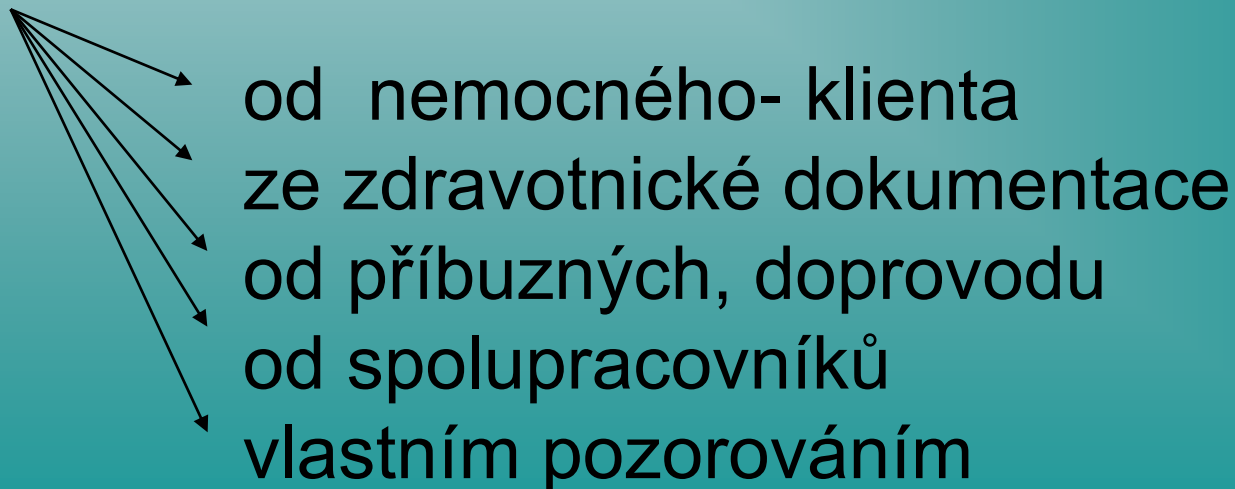 od  nemocného- klienta
ze zdravotnické dokumentace
od příbuzných, doprovodu
od spolupracovníků
vlastním pozorováním